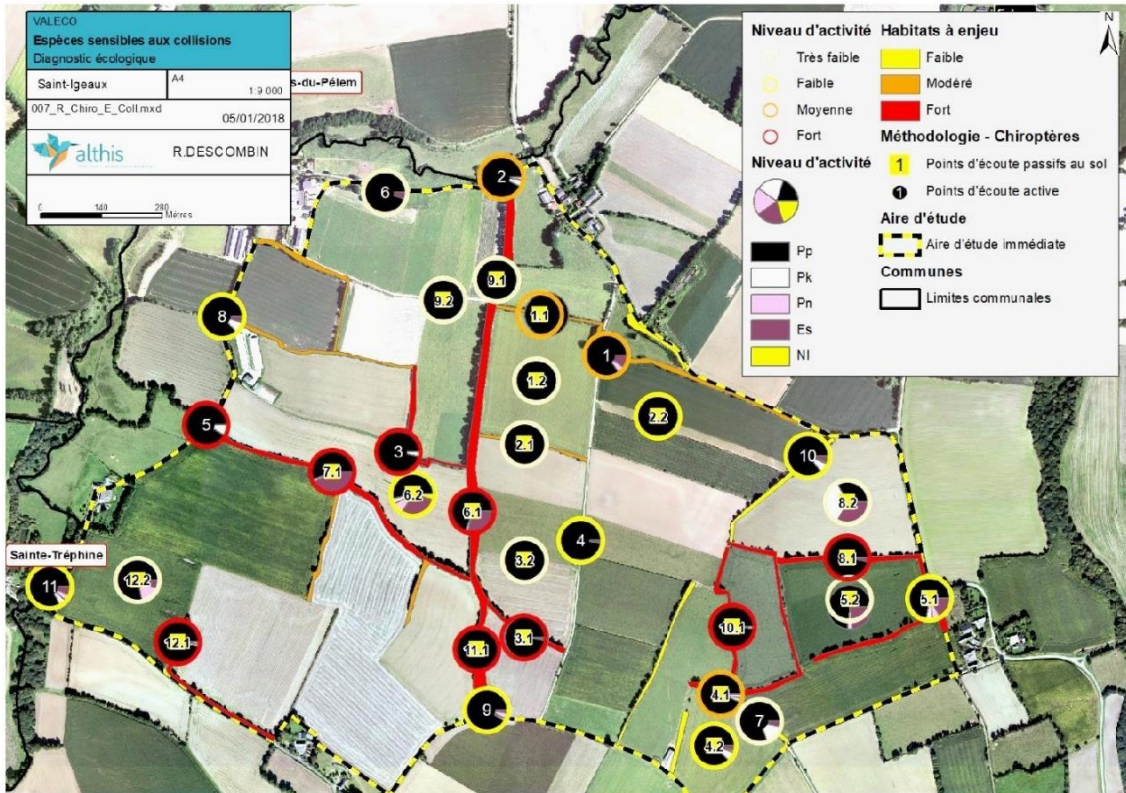 VALECO
Espèces sensibles aux collisions
Diagnostic écologique
Saint-Igeaux
A4
1:9 000
007_R_Chiro_E_Coll.mxd
05/01/2018
althis
R.DESCOMBIN
0 140 280
Mètres
s-du-Pélem
Niveau d'activité
Très faible
Faible
Moyenne
Fort
Niveau d'activité
Pp
Pk
Pn
Es
Nl
Habitats à enjeu
Faible
Modéré
Fort
Méthodologie - Chiroptères
1 Points d'écoute passifs au sol
1 Points d'écoute active
Aire d'étude
Aire d'étude immédiate
Communes
Limites communales
N
6
2
9.1
9.2
1.1
8
1
1.2
2.2
5
3
2.1
10
7.1
6.2
6.1
8.2
4
3.2
8.1
Sainte-Tréphine
11
12.2
5.2
5.1
12.1
11.1
3.1
10.1
9
4.1
7
4.2